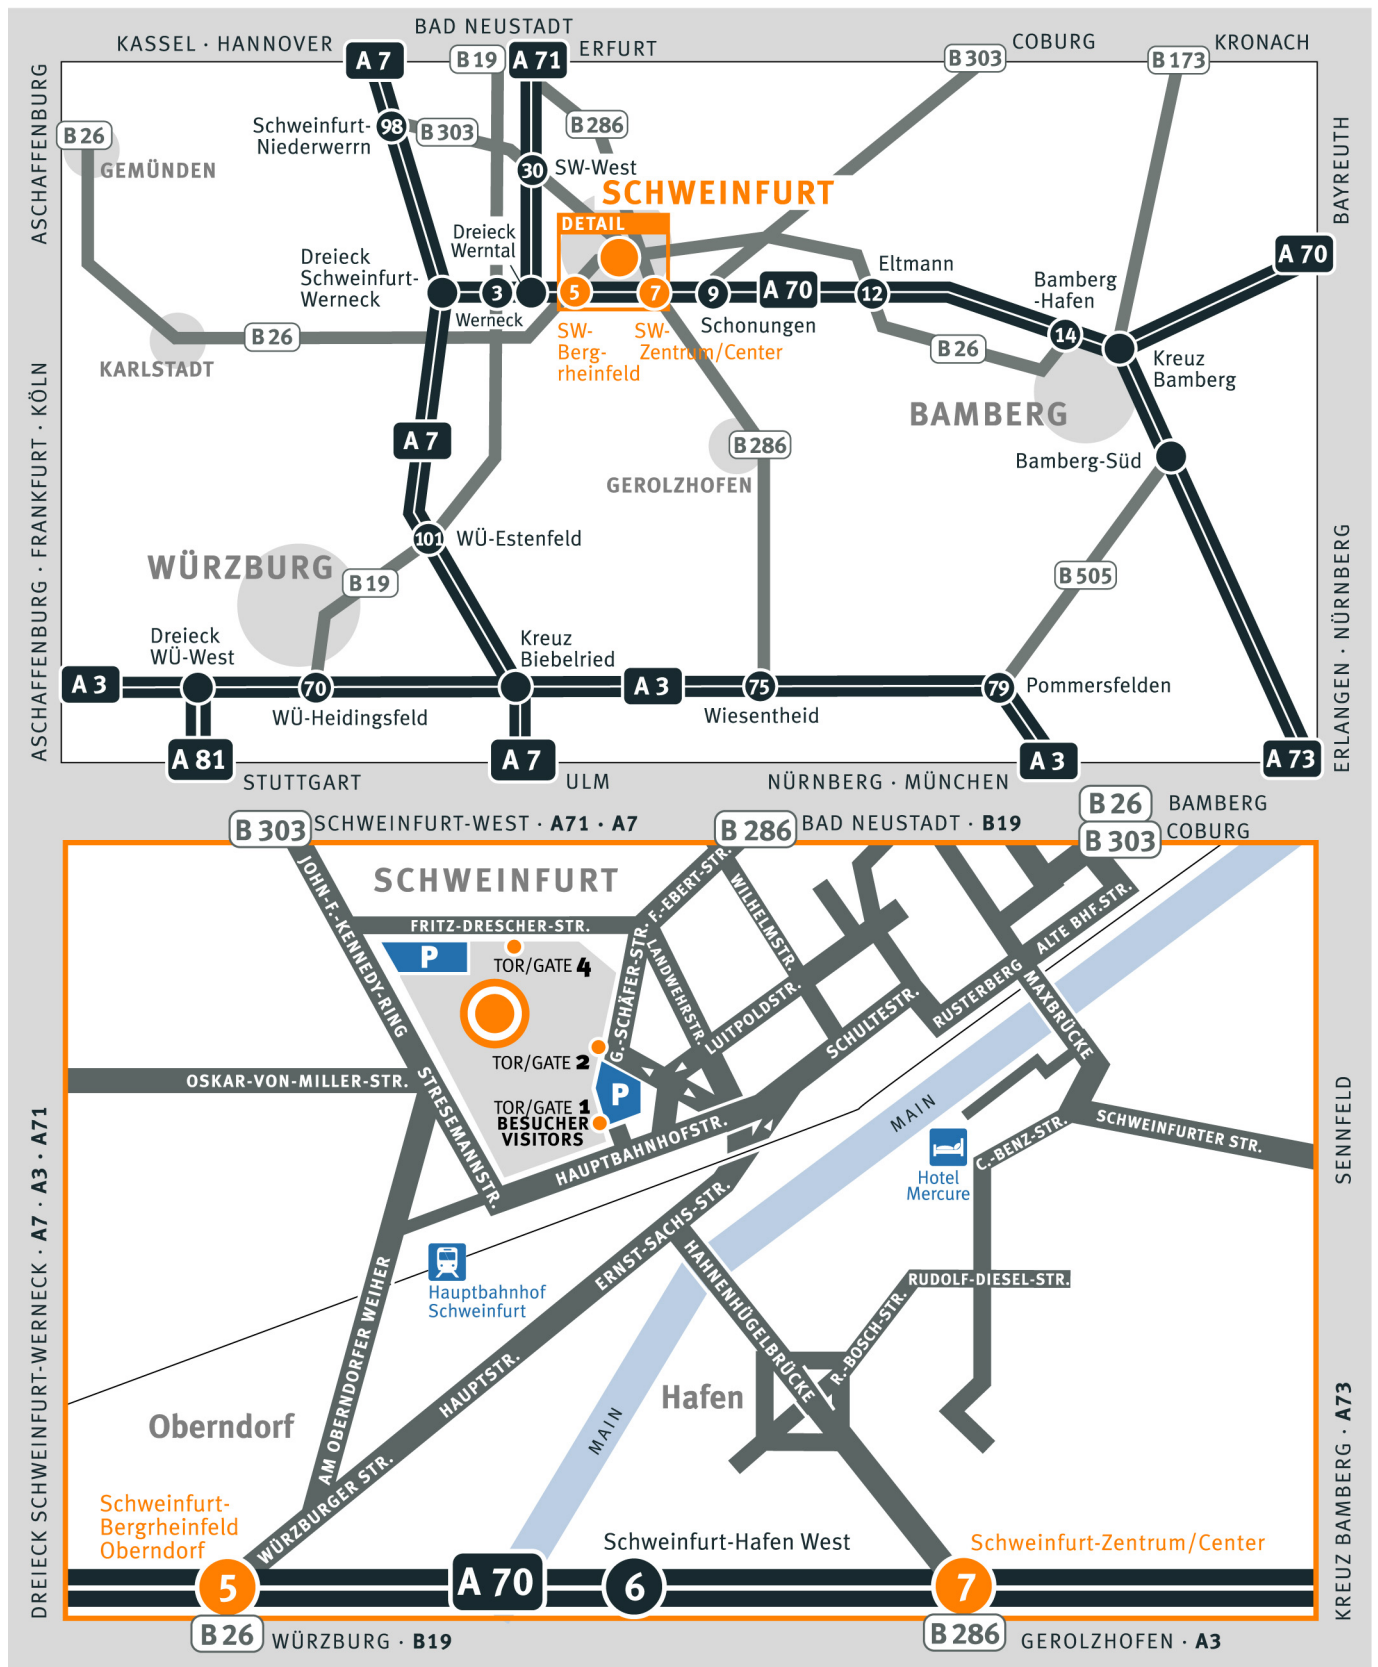 BAD NEUSTADT
KASSEL · HANNOVER
A 7
B 19
A 71
ERFURT
COBURG
B 303
KRONACH
B 173
ASCHAFFENBURG
B 26
GEMÜNDEN
Schweinfurt-
Niederwerrn
98
B 303
B 286
30
SW-West
SCHWEINFURT
BAYREUTH
DETAIL
Dreieck
Werntal
Dreieck
Schweinfurt-
Werneck
3
Werneck
5
7
9
A 70
12
Eltmann
Bamberg
-Hafen
A 70
SW-
Berg-
rheinfeld
SW-
Zentrum/Center
Schonungen
14
B 26
B 26
KARLSTADT
Kreuz
Bamberg
BAMBERG
A 7
B 286
GEROLZHOFEN
Bamberg-Süd
ASCHAFFENBURG · FRANKFURT · KÖLN
101
WÜ-Estenfeld
WÜRZBURG
B 19
B 505
ERLANGEN · NÜRNBERG
Dreieck
WÜ-West
Kreuz
Biebelried
A 3
70
WÜ-Heidingsfeld
A 3
75
Wiesentheid
79
Pommersfelden
A 81
STUTTGART
A 7
ULM
NÜRNBERG · MÜNCHEN
A 3
A 73
B 303
SCHWEINFURT-WEST · A71 · A7
B 286
BAD NEUSTADT · B19
B 26
BAMBERG
B 303
COBURG
SCHWEINFURT
JOHN-F.-KENNEDY-RING
FRITZ-DRESCHER-STR.
F.-EBERT-STR.
WILHELMSTR.
ALTE BHF.STR.
P
TOR/GATE 4
G.-SCHÄFER-STR.
LANDWEHRSTR.
LUITPOLDSTR.
SCHULTESTR.
RUSTERBERG
MAXBRÜCKE
TOR/GATE 2
P
TOR/GATE 1
BESUCHER
VISITORS
OSKAR-VON-MILLER-STR.
STRESEMANNSTR.
HAUPTBAHNHOFSTR.
MAIN
Hotel
Mercure
C.-BENZ-STR.
SCHWEINFURTER STR.
SENNFELD
Hauptbahnhof
Schweinfurt
ERNST-SACHS-STR.
HAHNENHÜGELBRÜCKE
RUDOLF-DIESEL-STR.
R.-BOSCH-STR.
AM OBERNDORFER WEIHER
HAUPTSTR.
Hafen
MAIN
Oberndorf
WÜRZBURGER STR.
DREIECK SCHWEINFURT-WERNECK · A7 · A3 · A71
KREUZ BAMBERG · A73
Schweinfurt-
Bergrheinfeld
Oberndorf
5
A 70
Schweinfurt-Hafen West
6
Schweinfurt-Zentrum/Center
7
B 26
WÜRZBURG · B19
B 286
GEROLZHOFEN · A3